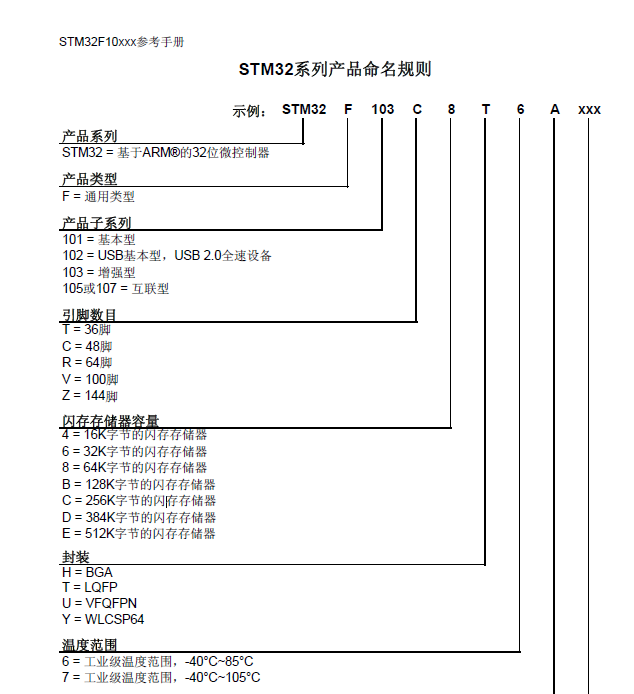 STM32F10xxx参考手册
STM32系列产品命名规则
示例： STM32 F 103 C 8 T 6 A xxx
产品系列
STM32 = 基于ARM®的32位微控制器
产品类型
F = 通用类型
产品子系列
101 = 基本型
102 = USB基本型，USB 2.0全速设备
103 = 增强型
105或107 = 互联型
引脚数目
T = 36脚
C = 48脚
R = 64脚
V = 100脚
Z = 144脚
闪存存储器容量
4 = 16K字节的闪存存储器
6 = 32K字节的闪存存储器
8 = 64K字节的闪存存储器
B = 128K字节的闪存存储器
C = 256K字节的闪存存储器
D = 384K字节的闪存存储器
E = 512K字节的闪存存储器
封装
H = BGA
T = LQFP
U = VFQFPN
Y = WLCSP64
温度范围
6 = 工业级温度范围，-40°C~85°C
7 = 工业级温度范围，-40°C~105°C